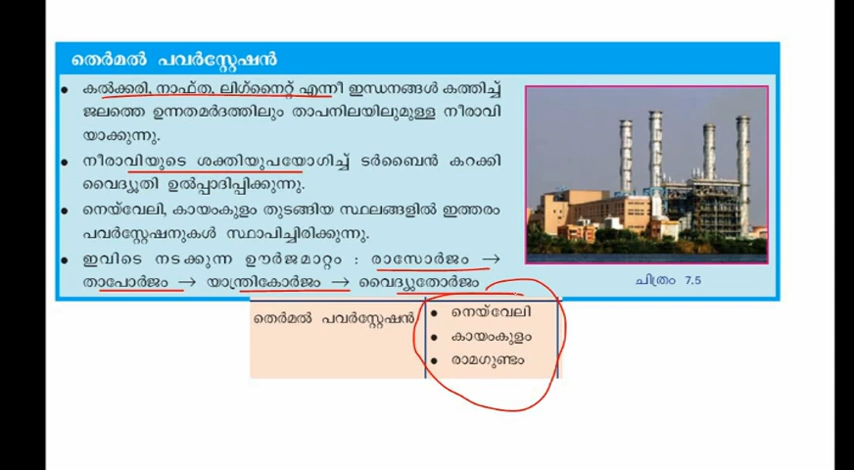 തെർമൽ പവർസ്റ്റേഷൻ
• കൽക്കരി, നാഫ്ത, ലിഗ്നൈറ്റ് എന്നീ ഇന്ധനങ്ങൾ കത്തിച്ച്
ജലത്തെ ഉന്നതമർദത്തിലും താപനിലയിലുമുള്ള നീരാവി
യാക്കുന്നു.
• നീരാവിയുടെ ശക്തിയുപയോഗിച്ച് ടർബൈൻ കറക്കി
വൈദ്യുതി ഉൽപ്പാദിപ്പിക്കുന്നു.
• നെയ്‌വേലി, കായംകുളം തുടങ്ങിയ സ്ഥലങ്ങളിൽ ഇത്തരം
പവർസ്റ്റേഷനുകൾ സ്ഥാപിച്ചിരിക്കുന്നു.
• ഇവിടെ നടക്കുന്ന ഊർജമാറ്റം : രാസോർജം →
താപോർജം → യാന്ത്രികോർജം → വൈദ്യുതോർജം
ചിത്രം 7.5
തെർമൽ പവർസ്റ്റേഷൻ
• നെയ്‌വേലി
• കായംകുളം
• രാമഗുണ്ടം